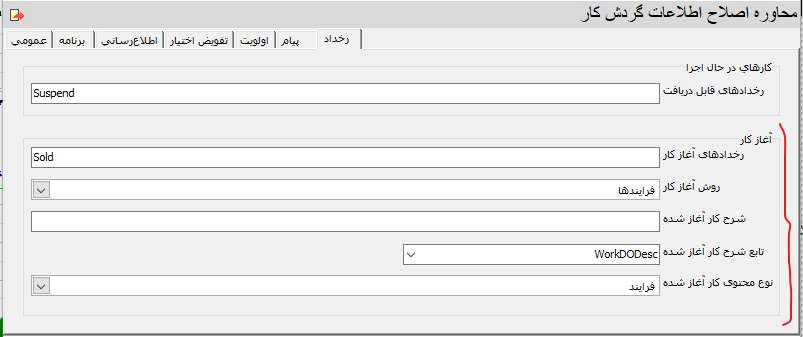 محاوره اصلاح اطلاعات گردش کار
رخداد پیام اولویت تفویض اختیار اطلاع‌رسانی برنامه عمومی
کارهاي در حال اجرا
رخدادهای قابل دریافت Suspend
آغاز کار
رخدادهای آغاز کار Sold
روش آغاز کار فرایندها
شرح کار آغاز شده
تابع شرح کار آغاز شده WorkDODesc
نوع محتوی کار آغاز شده فرایند